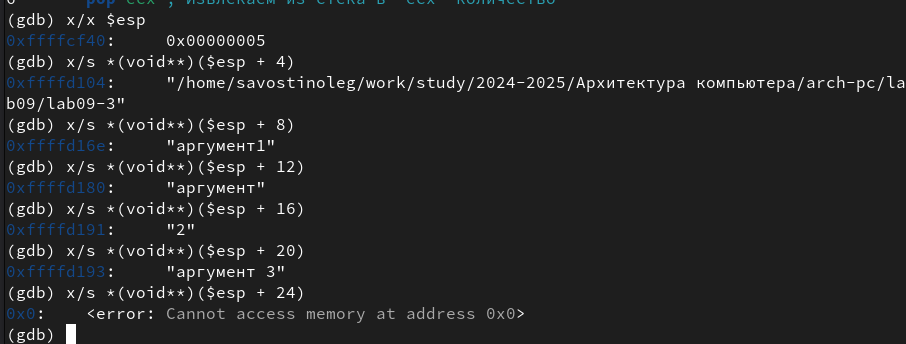 pop ecx ; Извлекаем из стека в `ecx` количество
(gdb) x/x $esp
0xffffcf40:     0x00000005
(gdb) x/s *(void**)($esp + 4)
0xffffd104:     "/home/savostinoleg/work/study/2024-2025/Архитектура компьютера/arch-pc/la
b09/lab09-3"
(gdb) x/s *(void**)($esp + 8)
0xffffd16e:     "аргумент1"
(gdb) x/s *(void**)($esp + 12)
0xffffd180:     "аргумент"
(gdb) x/s *(void**)($esp + 16)
0xffffd191:     "2"
(gdb) x/s *(void**)($esp + 20)
0xffffd193:     "аргумент 3"
(gdb) x/s *(void**)($esp + 24)
0x0:    <error: Cannot access memory at address 0x0>
(gdb)